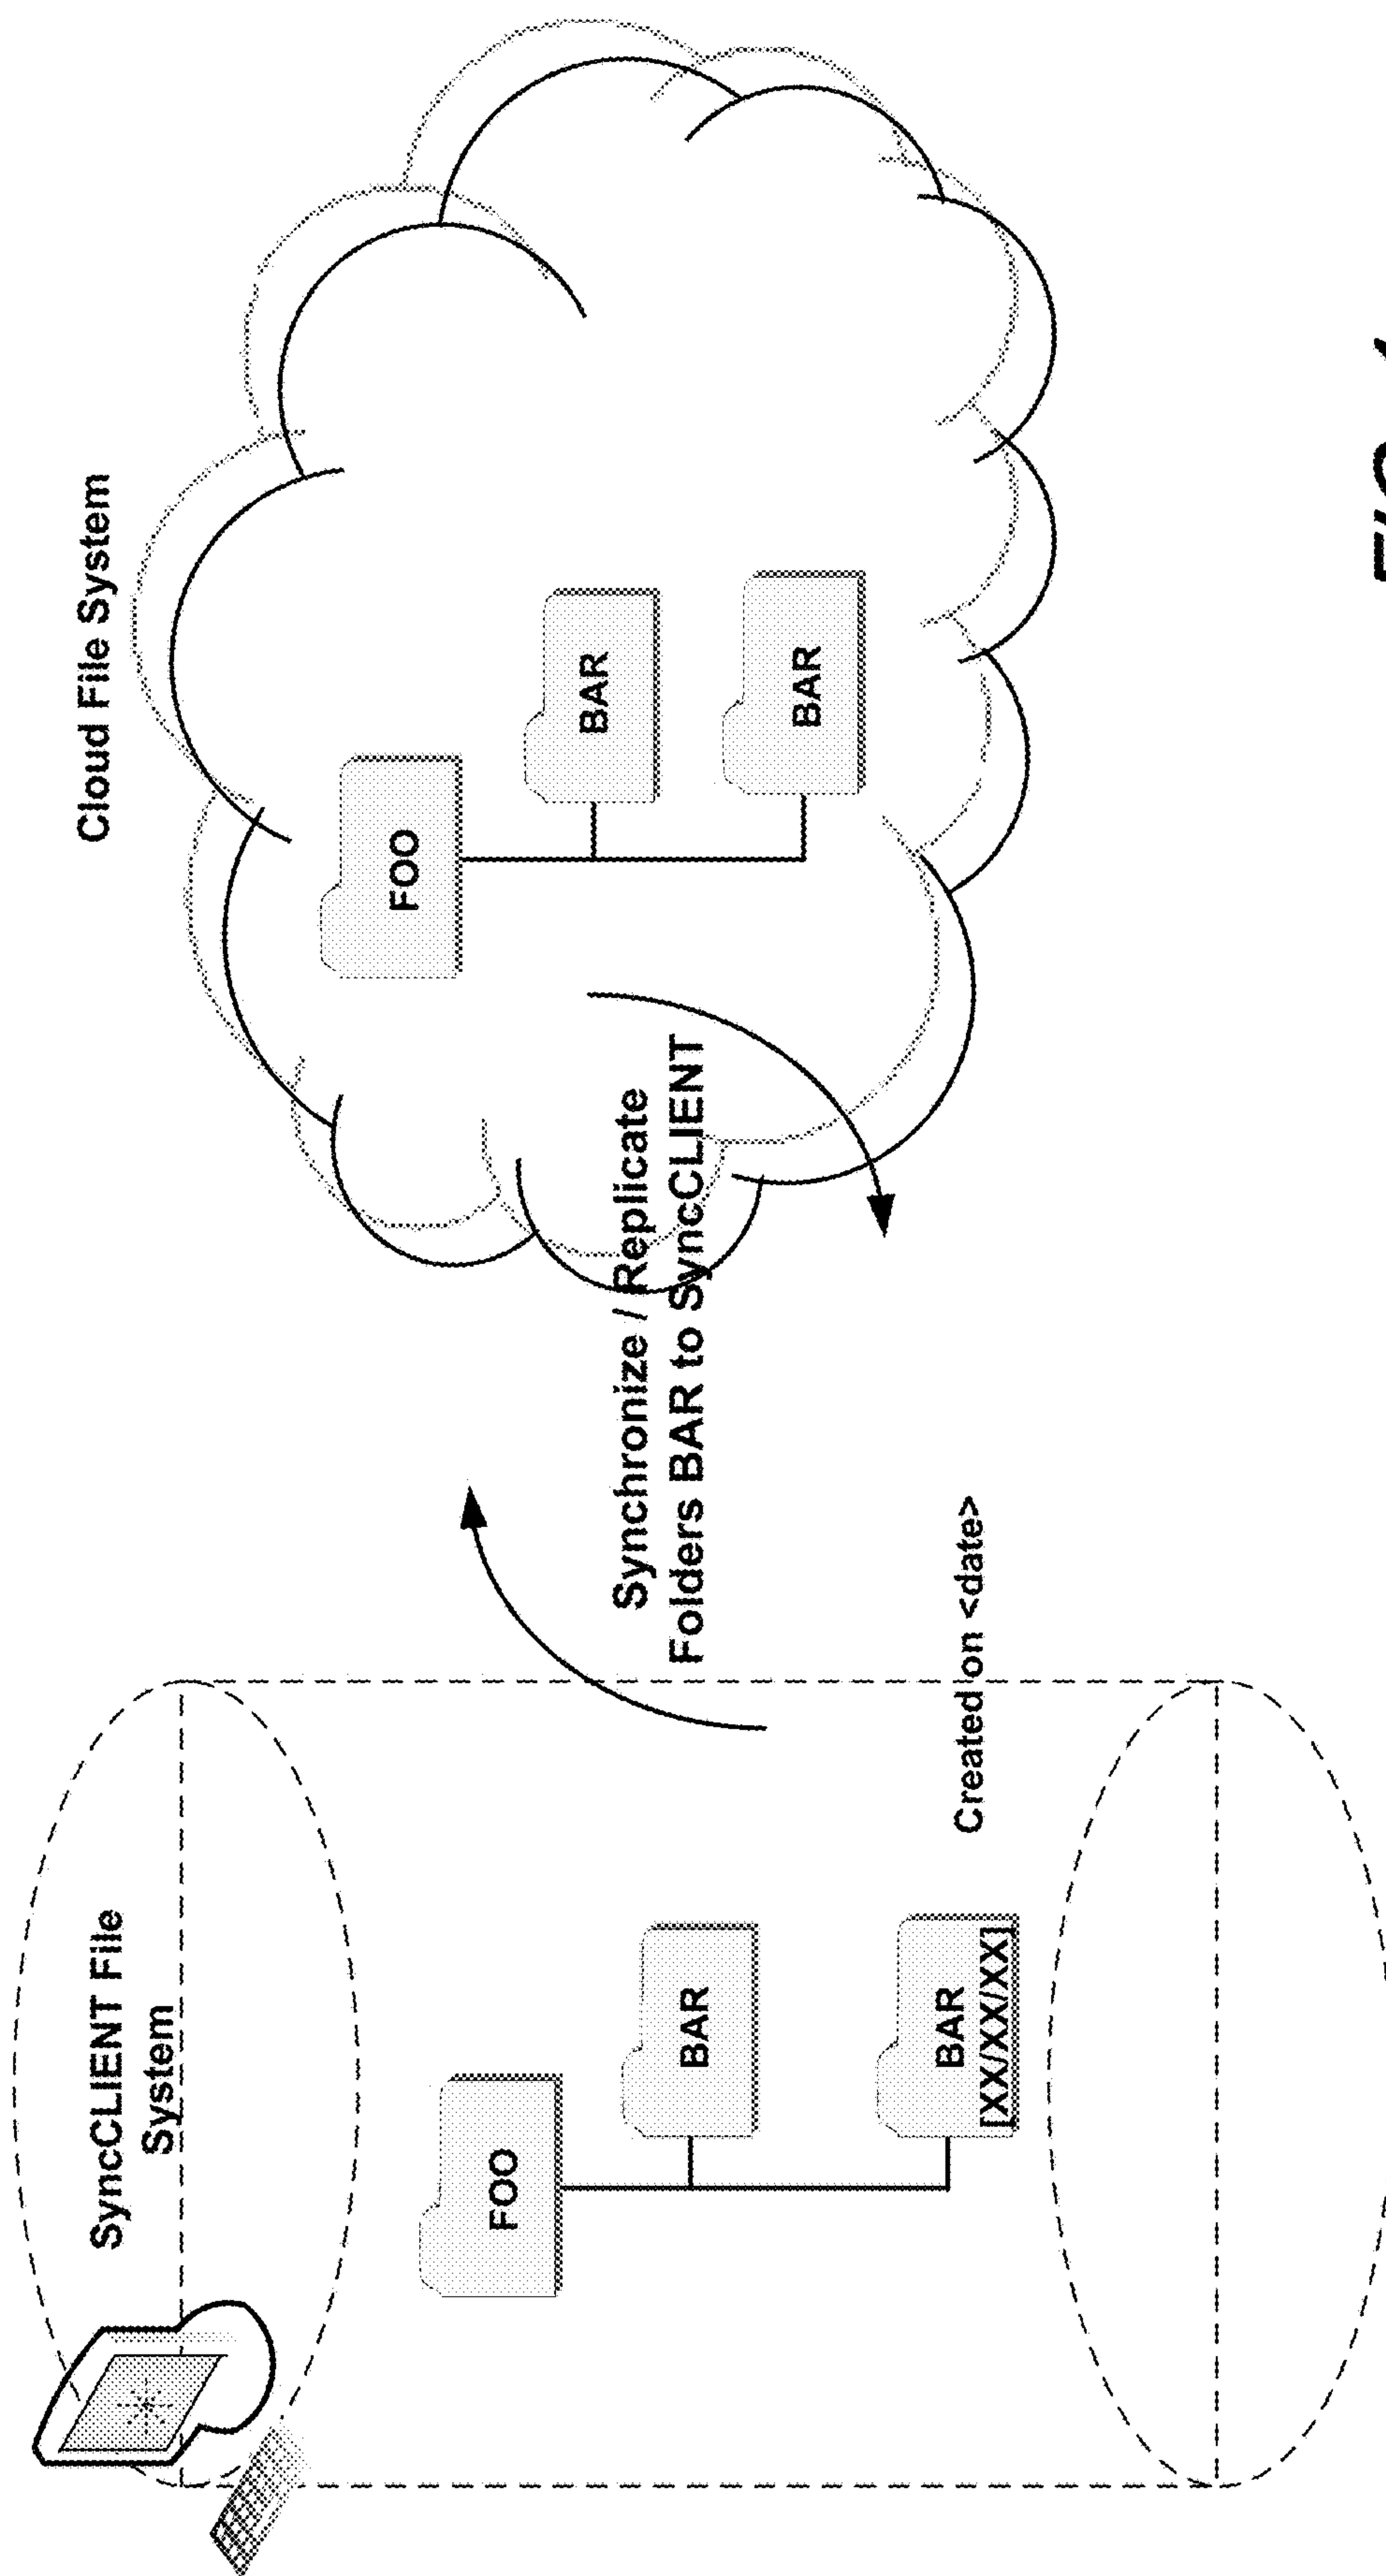 SyncCLIENT File
System
FOO
BAR
BAR
[XX/XX/XX]
Created on <date>
Synchronize / Replicate
Folders BAR to SyncCLIENT
Cloud File System
FOO
BAR
BAR